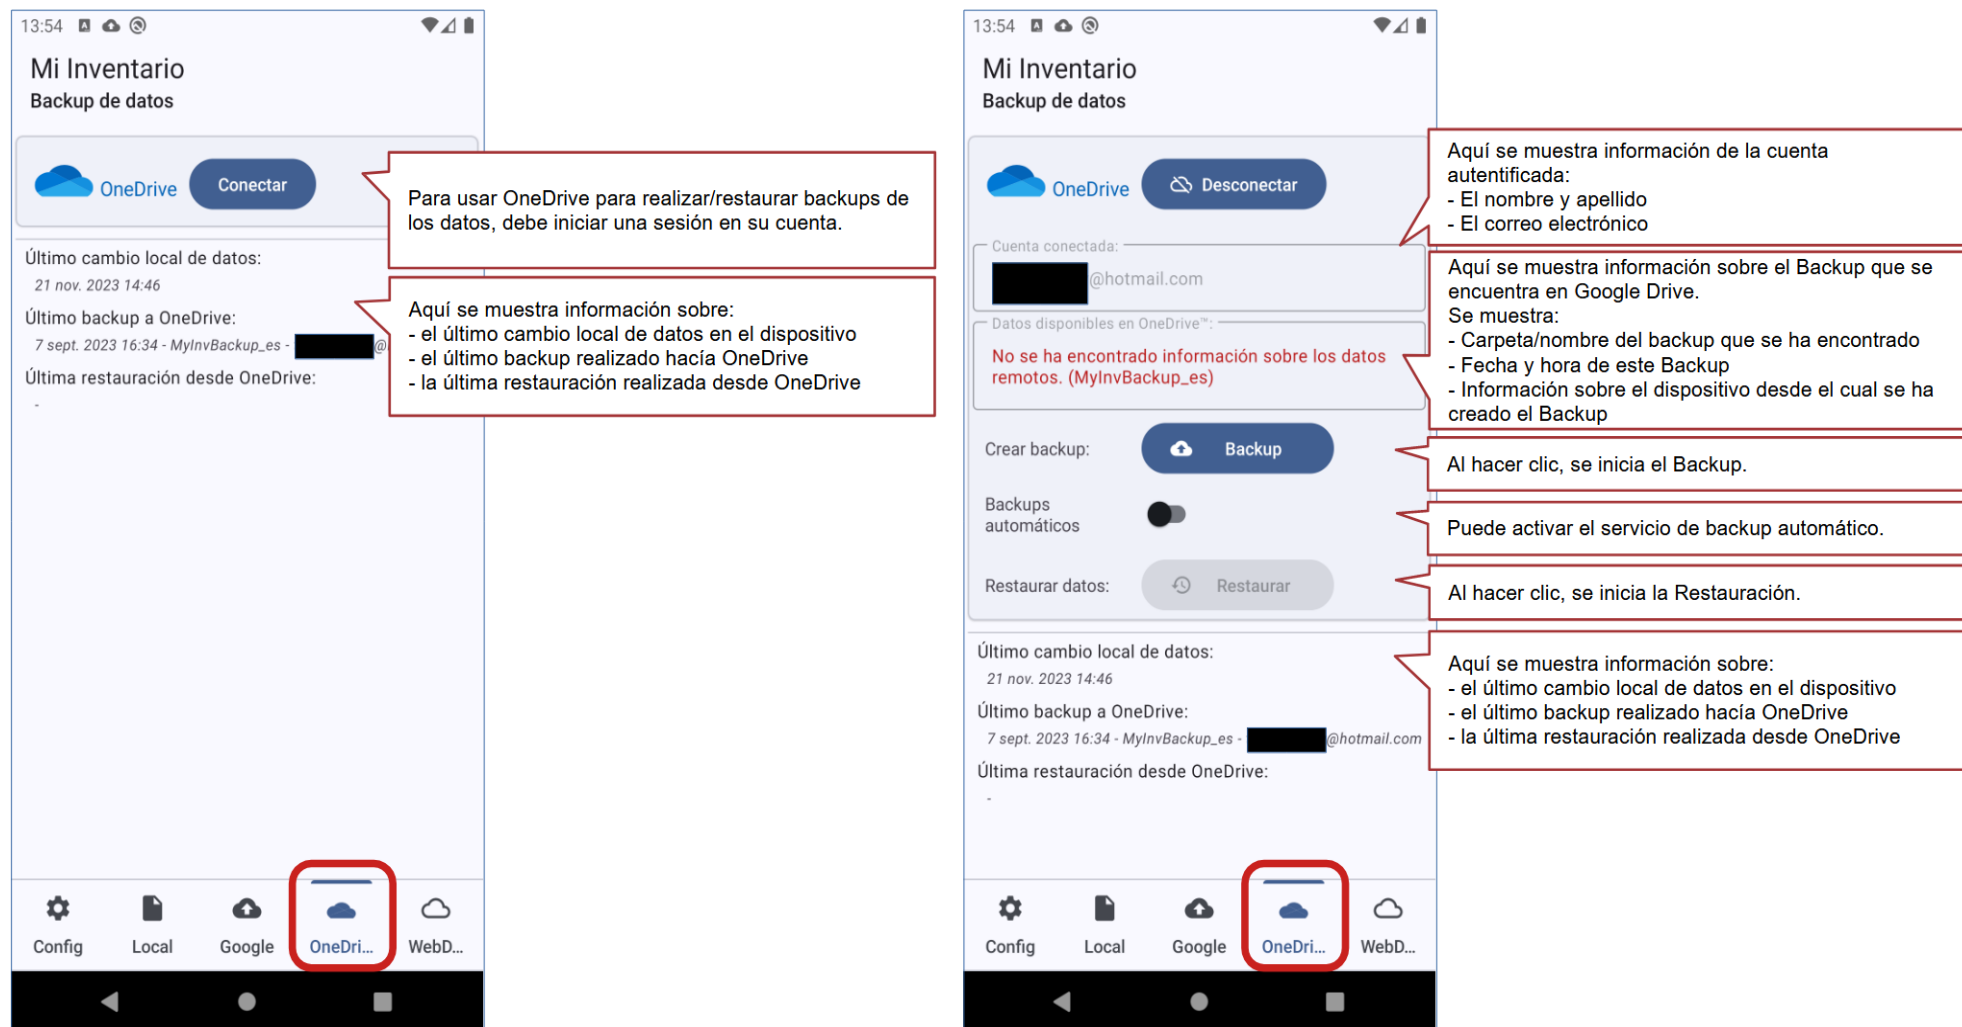 13:54
Mi Inventario
Backup de datos
OneDrive
Conectar
Para usar OneDrive para realizar/restaurar backups de
los datos, debe iniciar una sesión en su cuenta.
Último cambio local de datos:
21 nov. 2023 14:46
Último backup a OneDrive:
7 sept. 2023 16:34 - MyInvBackup_es -
@
Última restauración desde OneDrive:
-
Aquí se muestra información sobre:
- el último cambio local de datos en el dispositivo
- el último backup realizado hacía OneDrive
- la última restauración realizada desde OneDrive
Config
Local
Google
OneDri...
WebD...
13:54
Mi Inventario
Backup de datos
OneDrive
Desconectar
Aquí se muestra información de la cuenta
autentificada:
- El nombre y apellido
- El correo electrónico
Cuenta conectada:
@hotmail.com
Datos disponibles en OneDrive™:
No se ha encontrado información sobre los datos
remotos. (MyInvBackup_es)
Aquí se muestra información sobre el Backup que se
encuentra en Google Drive.
Se muestra:
- Carpeta/nombre del backup que se ha encontrado
- Fecha y hora de este Backup
- Información sobre el dispositivo desde el cual se ha
creado el Backup
Crear backup:
Backup
Al hacer clic, se inicia el Backup.
Backups
automáticos
Puede activar el servicio de backup automático.
Restaurar datos:
Restaurar
Al hacer clic, se inicia la Restauración.
Último cambio local de datos:
21 nov. 2023 14:46
Último backup a OneDrive:
7 sept. 2023 16:34 - MyInvBackup_es -
@hotmail.com
Última restauración desde OneDrive:
-
Aquí se muestra información sobre:
- el último cambio local de datos en el dispositivo
- el último backup realizado hacía OneDrive
- la última restauración realizada desde OneDrive
Config
Local
Google
OneDri...
WebD...